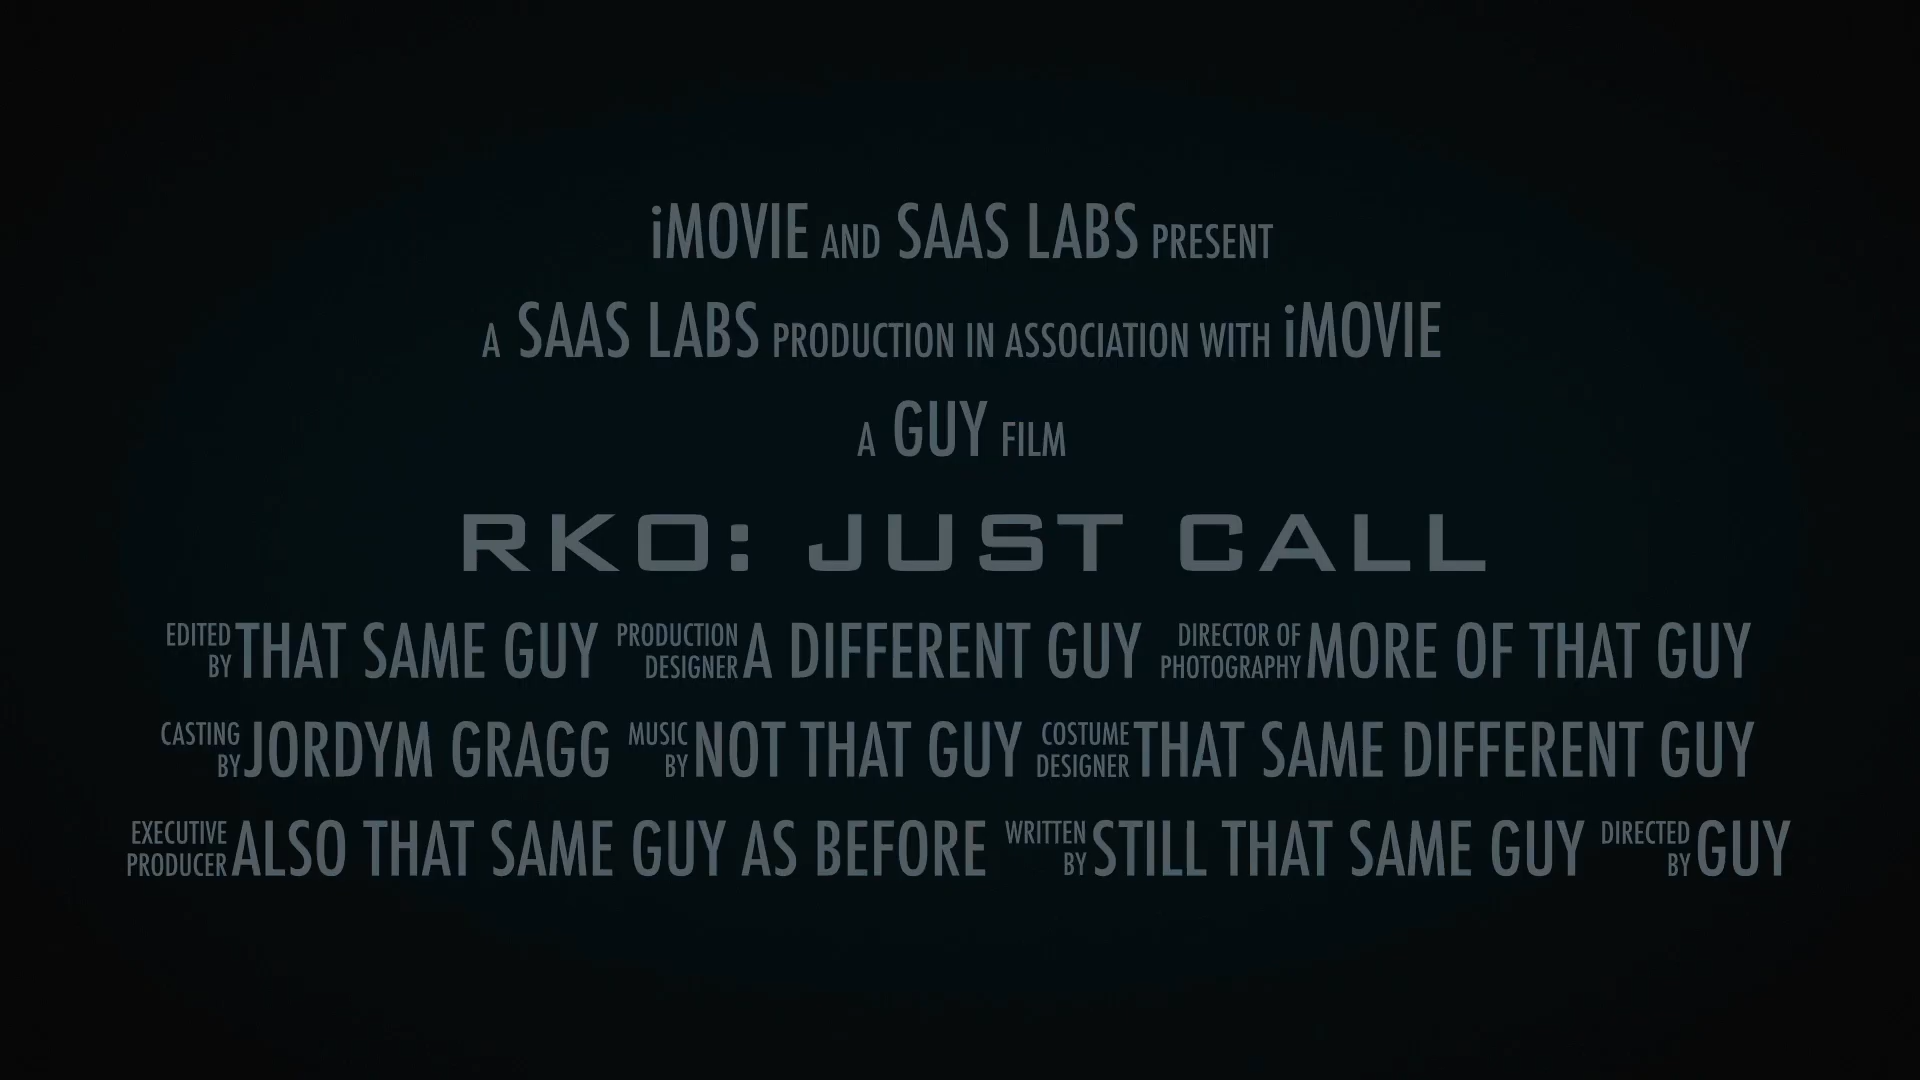 iMOVIE AND SAAS LABS PRESENT
A SAAS LABS PRODUCTION IN ASSOCIATION WITH iMOVIE
A GUY FILM
RKO: JUST CALL
EDITED BY THAT SAME GUY PRODUCTION DESIGNER A DIFFERENT GUY DIRECTOR OF PHOTOGRAPHY MORE OF THAT GUY
CASTING BY JORDYM GRAGG MUSIC BY NOT THAT GUY COSTUME DESIGNER THAT SAME DIFFERENT GUY
EXECUTIVE PRODUCER ALSO THAT SAME GUY AS BEFORE WRITTEN BY STILL THAT SAME GUY DIRECTED BY GUY